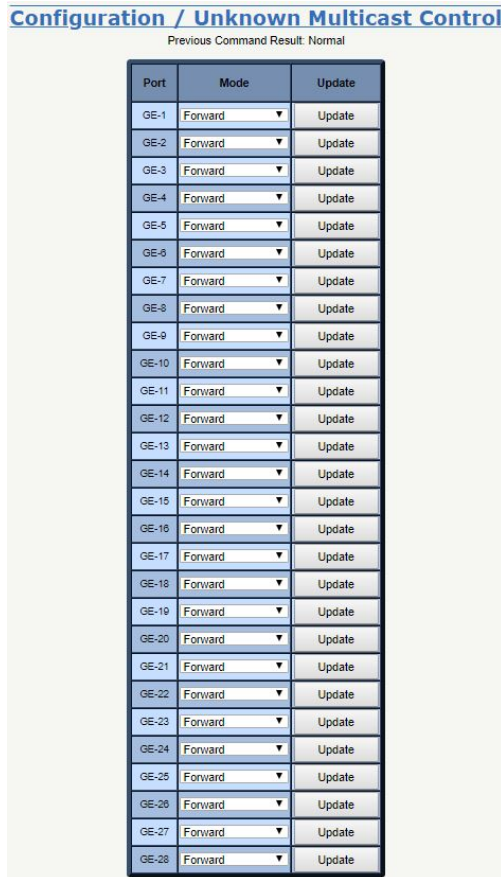 Configuration / Unknown Multicast Control
Previous Command Result: Normal
Port Mode Update
GE-1 Forward Update
GE-2 Forward Update
GE-3 Forward Update
GE-4 Forward Update
GE-5 Forward Update
GE-6 Forward Update
GE-7 Forward Update
GE-8 Forward Update
GE-9 Forward Update
GE-10 Forward Update
GE-11 Forward Update
GE-12 Forward Update
GE-13 Forward Update
GE-14 Forward Update
GE-15 Forward Update
GE-16 Forward Update
GE-17 Forward Update
GE-18 Forward Update
GE-19 Forward Update
GE-20 Forward Update
GE-21 Forward Update
GE-22 Forward Update
GE-23 Forward Update
GE-24 Forward Update
GE-25 Forward Update
GE-26 Forward Update
GE-27 Forward Update
GE-28 Forward Update